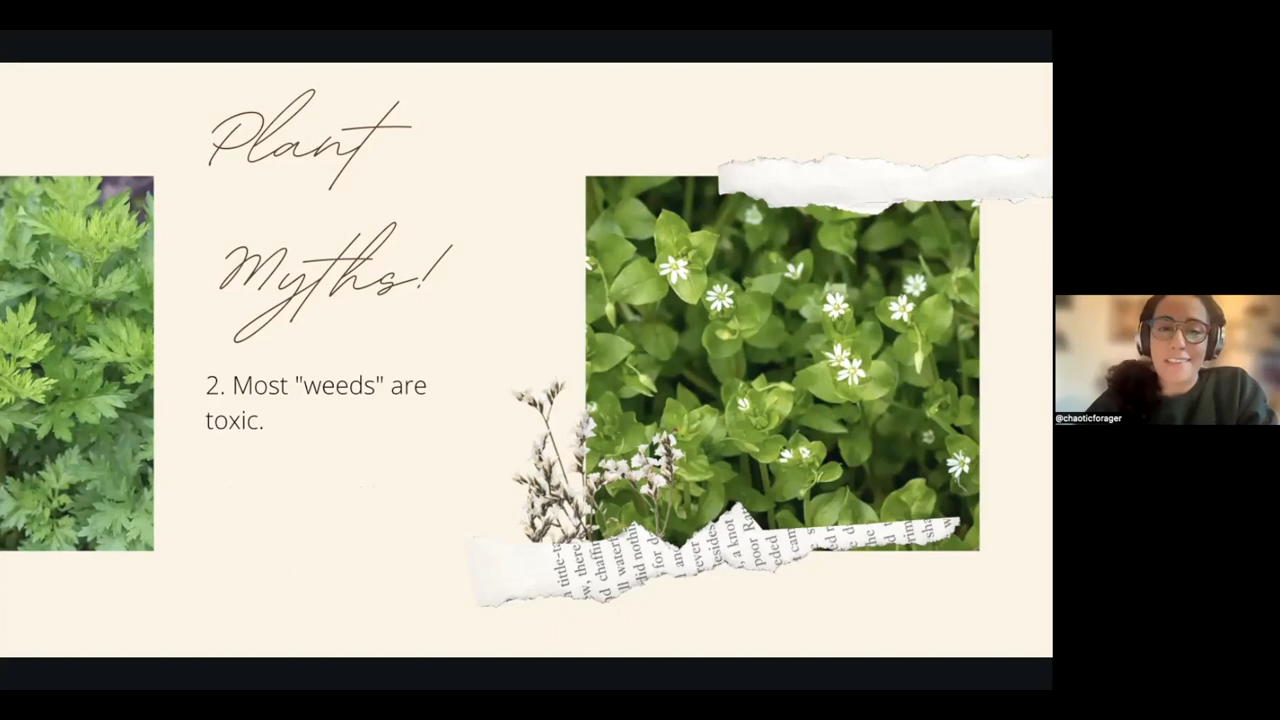 Plant
Myths!
2. Most "weeds" are
toxic.
@chaoticforager